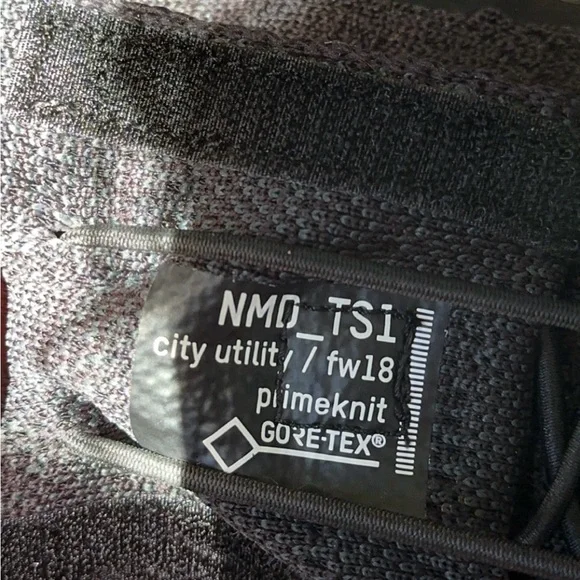 NMD_TS1
city utility / fw18
primeknit
GORE-TEX®